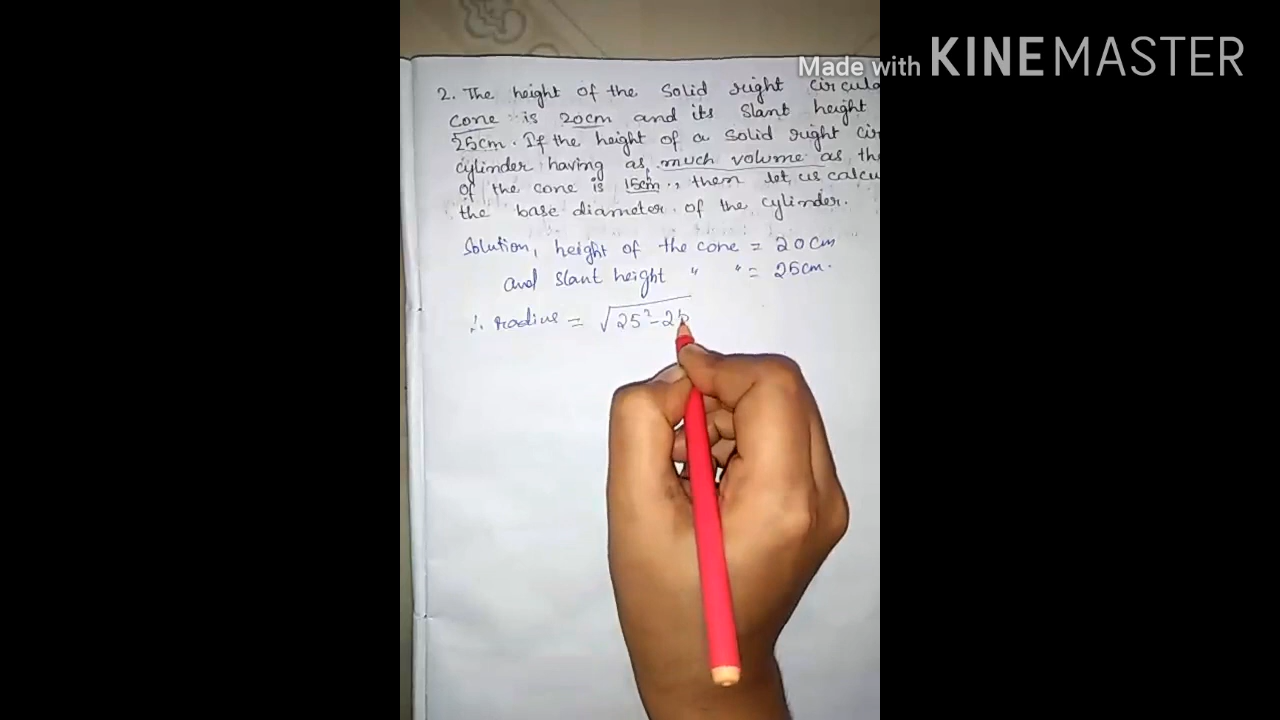 Made with KINEMASTER
2. The height of the solid right circula
cone is 20cm and its slant height
25cm. If the height of a solid right cir
cylinder having as much volume as th
of the cone is 15cm, then let us calcu
the base diameter of the cylinder.
Solution, height of the cone = 20cm
and slant height " " = 25cm.
∴ radius = √25²-2